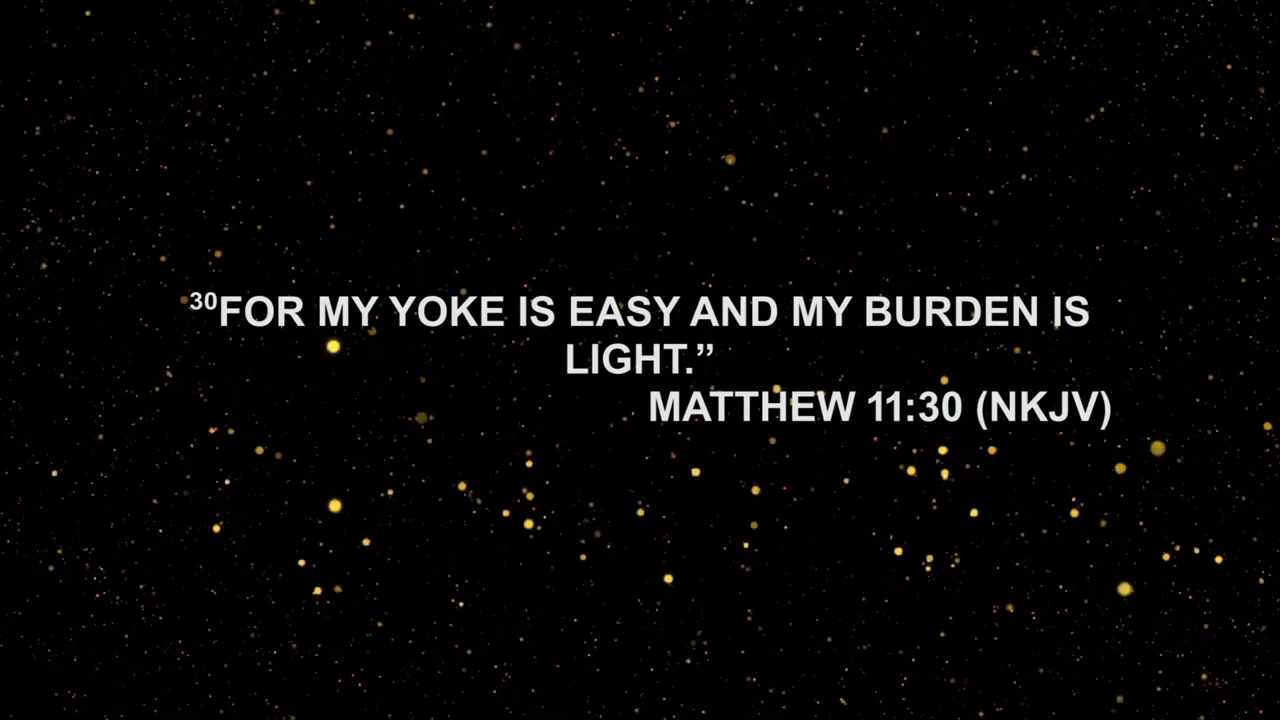 ³⁰FOR MY YOKE IS EASY AND MY BURDEN IS
LIGHT.”
MATTHEW 11:30 (NKJV)